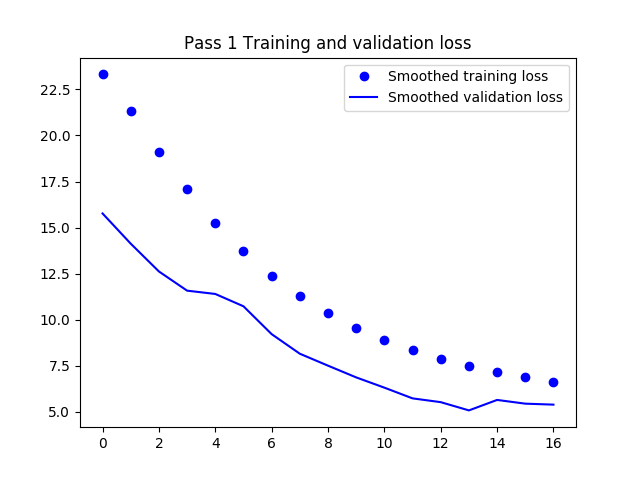 Pass 1 Training and validation loss
Smoothed training loss
Smoothed validation loss
22.5
20.0
17.5
15.0
12.5
10.0
7.5
5.0
0 2 4 6 8 10 12 14 16